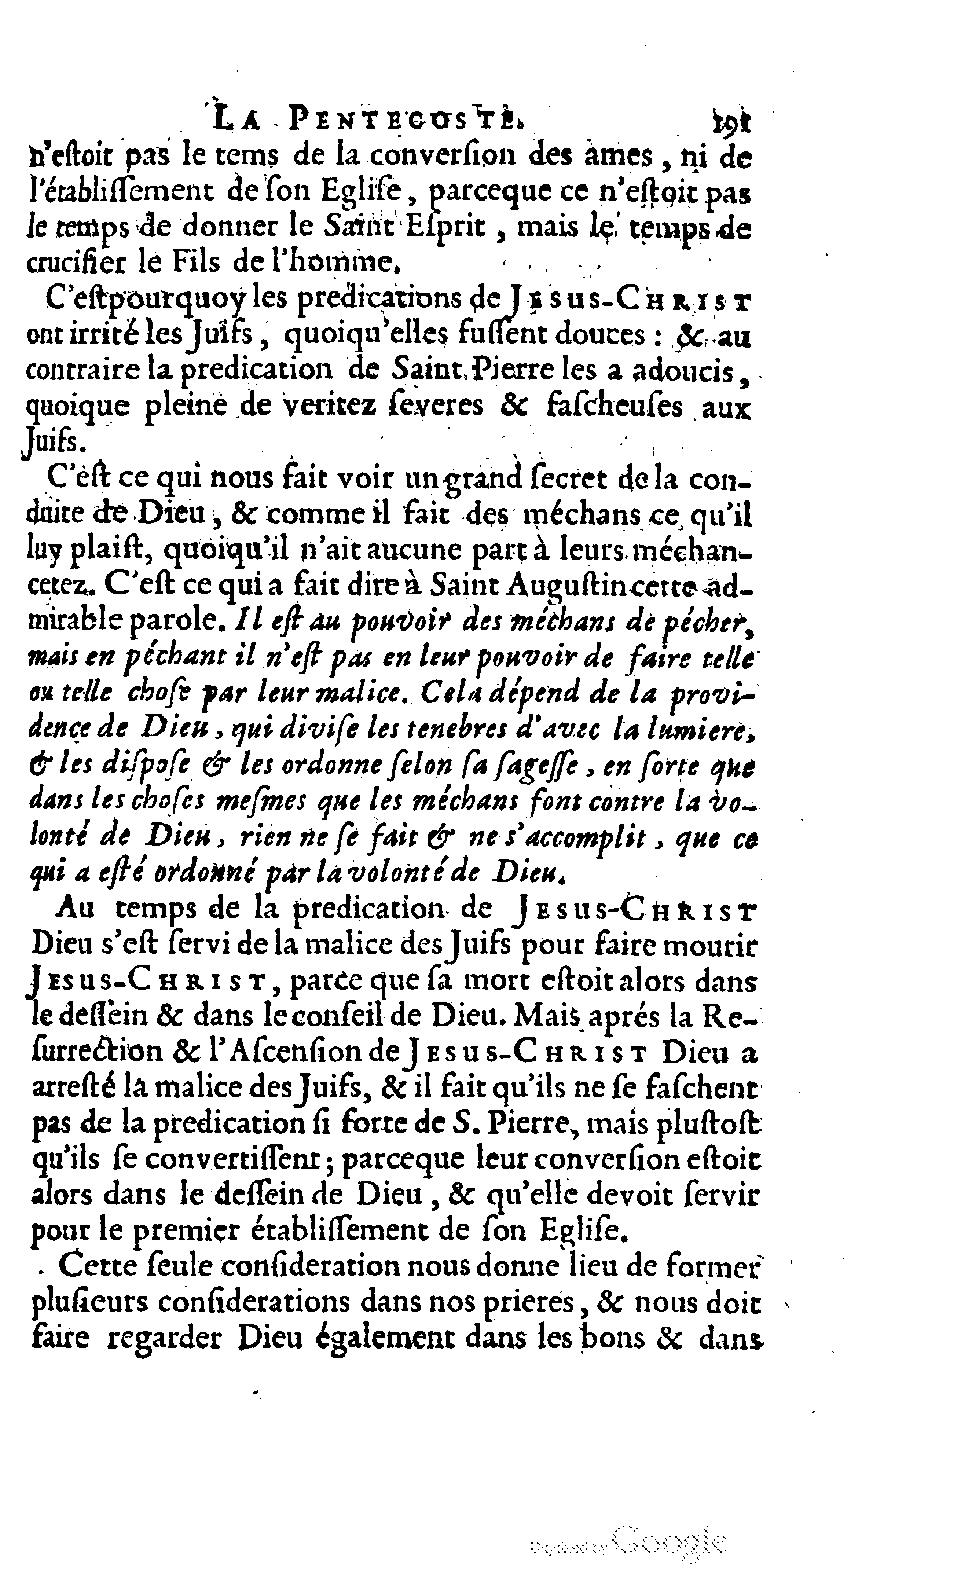 LA PENTECOSTE. 191
n'eſtoit pas le tems de la converſion des ames, ni de
l'établiſſement de ſon Egliſe, parceque ce n'eſtoit pas
le temps de donner le Saint Eſprit, mais le temps de
crucifier le Fils de l'homme.
C'eſtpourquoy les predications de JESUS-CHRIST
ont irrité les Juifs, quoiqu'elles fuſſent douces : & au
contraire la predication de Saint Pierre les a adoucis,
quoique pleine de veritez ſeveres & faſcheuſes aux
Juifs.
C'eſt ce qui nous fait voir un grand ſecret de la con-
duite de Dieu, & comme il fait des méchans ce qu'il
luy plaiſt, quoiqu'il n'ait aucune part à leurs méchan-
cetez. C'eſt ce qui a fait dire à Saint Auguſtin cette ad-
mirable parole. Il eſt au pouvoir des méchans de pécher,
mais en péchant il n'eſt pas en leur pouvoir de faire telle
ou telle choſe par leur malice. Cela dépend de la provi-
dence de Dieu, qui diviſe les tenebres d'avec la lumiere,
& les diſpoſe & les ordonne ſelon ſa ſageſſe, en ſorte que
dans les choſes meſmes que les méchans font contre la vo-
lonté de Dieu, rien ne ſe fait & ne s'accomplit, que ce
qui a eſté ordonné par la volonté de Dieu.
Au temps de la predication de JESUS-CHRIST
Dieu s'eſt ſervi de la malice des Juifs pour faire mourir
JESUS-CHRIST, parce que ſa mort eſtoit alors dans
le deſſein & dans le conſeil de Dieu. Mais aprés la Re-
ſurrection & l'Aſcenſion de JESUS-CHRIST Dieu a
arreſté la malice des Juifs, & il fait qu'ils ne ſe faſchent
pas de la predication ſi forte de S. Pierre, mais pluſtoſt
qu'ils ſe convertiſſent ; parceque leur converſion eſtoit
alors dans le deſſein de Dieu, & qu'elle devoit ſervir
pour le premier établiſſement de ſon Egliſe.
Cette ſeule conſideration nous donne lieu de former
pluſieurs conſiderations dans nos prieres, & nous doit
faire regarder Dieu également dans les bons & dans
Digitized by Google